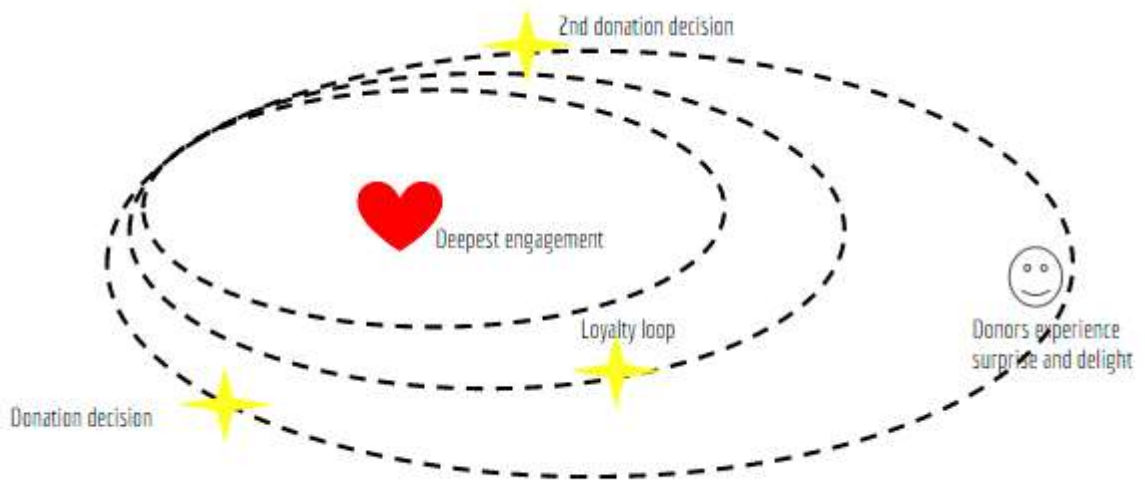 2nd donation decision
Deepest engagement
Loyalty loop
Donors experience
surprise and delight
Donation decision